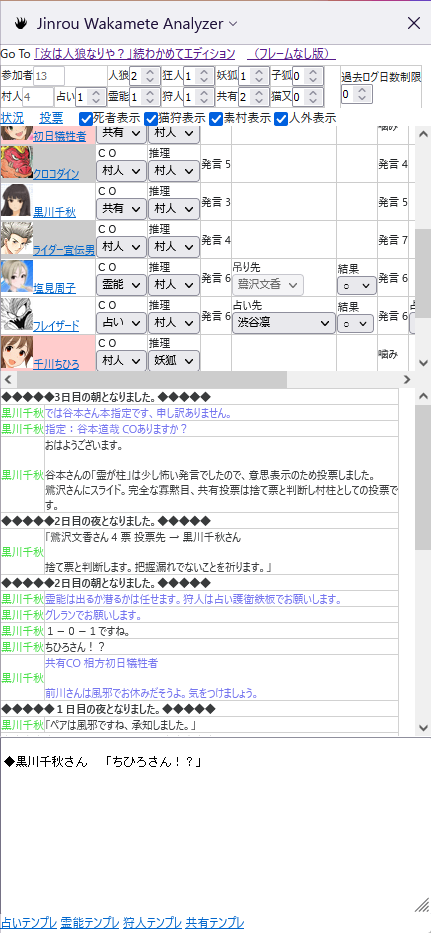 Jinrou Wakamete Analyzer
Go To 「汝は人狼なりや？」続わかめてエディション （フレームなし版）
参加者 13 人狼 2 狂人 1 妖狐 1 子狐 0 過去ログ日数制限
村人 4 占い 1 霊能 1 狩人 1 共有 2 猫又 0 0
状況 投票 死者表示 猫狩表示 素村表示 人外表示
初日犠牲者 共有 村人 噛み
ＣＯ 推理
クロコダイン 村人 村人 発言 5 発言 4
ＣＯ 推理
黒川千秋 共有 村人 発言 3 発言 5
ＣＯ 推理
ライダー宣伝男 村人 村人 発言 4 発言 7
ＣＯ 推理 吊り先 結果
塩見周子 霊能 村人 発言 6 鷺沢文香 ○ 発言 6
ＣＯ 推理 占い先 結果
フレイザード 占い 村人 発言 6 渋谷凛 ○ 発言 6
ＣＯ 推理
千川ちひろ 村人 妖狐 噛み
◆◆◆◆◆3日目の朝となりました。◆◆◆◆◆
黒川千秋 では谷本さん本指定です、申し訳ありません。
黒川千秋 指定：谷本道哉 COありますか？
おはようございます。
黒川千秋 谷本さんの「霊が柱」は少し怖い発言でしたので、意思表示のため投票しました。
鷺沢さんにスライド。完全な寡黙目、共有投票は捨て票と判断し村柱としての投票で
す。
◆◆◆◆◆2日目の夜となりました。◆◆◆◆◆
「鷺沢文香さん 4 票 投票先 → 黒川千秋さん
黒川千秋
捨て票と判断します。把握漏れでないことを祈ります。」
◆◆◆◆◆2日目の朝となりました。◆◆◆◆◆
黒川千秋 霊能は出るか潜るかは任せます。狩人は占い護衛鉄板でお願いします。
黒川千秋 グレランでお願いします。
黒川千秋 １－０－１ですね。
黒川千秋 ちひろさん！？
共有CO 相方初日犠牲者
黒川千秋
前川さんは風邪でお休みだそうよ。気をつけましょう。
◆◆◆◆◆１日目の夜となりました。◆◆◆◆◆
黒川千秋 「ペアは風邪ですね、承知しました。」
◆黒川千秋さん 「ちひろさん！？」
占いテンプレ 霊能テンプレ 狩人テンプレ 共有テンプレ